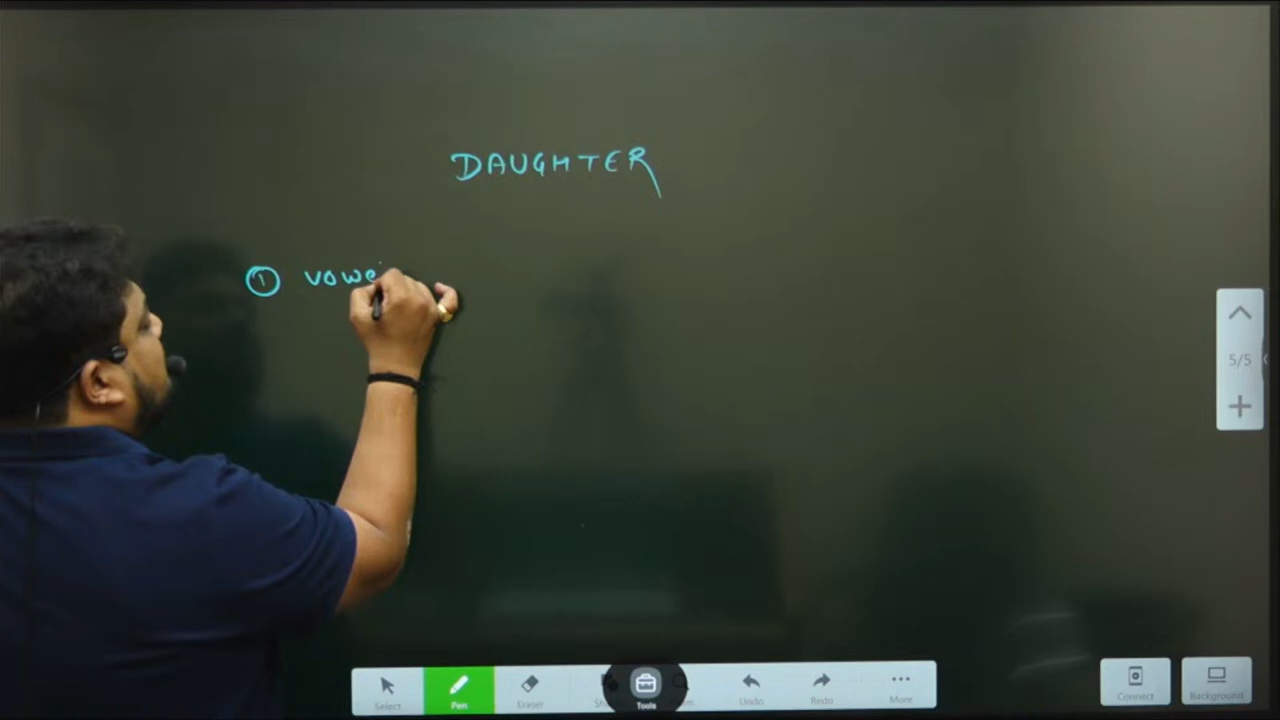 DAUGHTER
① vowe
5/5
Select Pen Eraser Tools Undo Redo More Connect Background